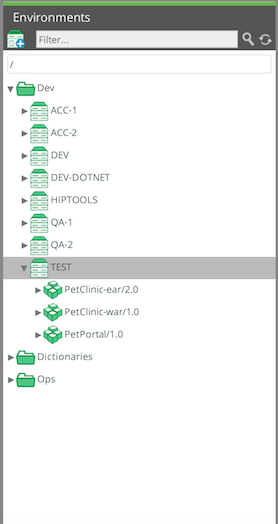 Environments
Filter...
/
Dev
ACC-1
ACC-2
DEV
DEV-DOTNET
HIPTOOLS
QA-1
QA-2
TEST
PetClinic-ear/2.0
PetClinic-war/1.0
PetPortal/1.0
Dictionaries
Ops